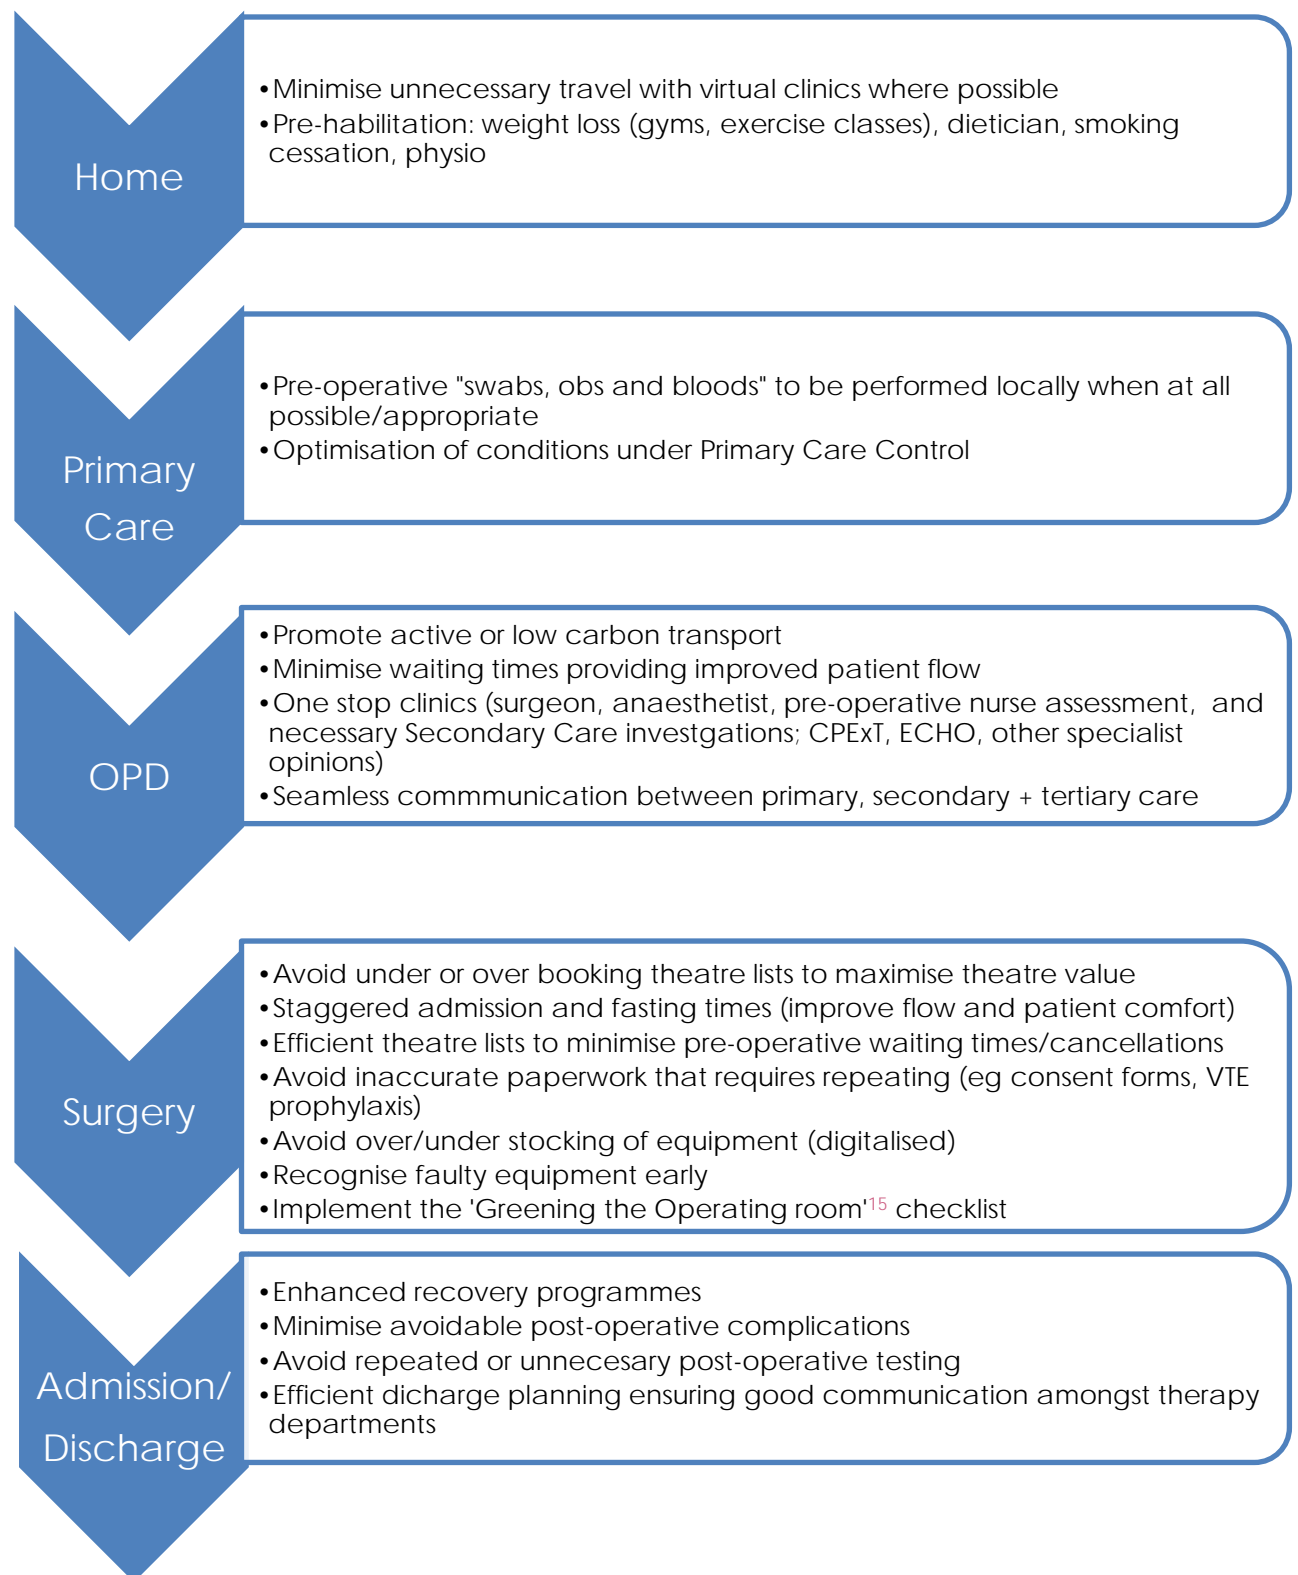 Home
•Minimise unnecessary travel with virtual clinics where possible
•Pre-habilitation: weight loss (gyms, exercise classes), dietician, smoking
cessation, physio
Primary
Care
•Pre-operative "swabs, obs and bloods" to be performed locally when at all
possible/appropriate
•Optimisation of conditions under Primary Care Control
OPD
•Promote active or low carbon transport
•Minimise waiting times providing improved patient flow
•One stop clinics (surgeon, anaesthetist, pre-operative nurse assessment,  and
necessary Secondary Care investgations; CPExT, ECHO, other specialist
opinions)
•Seamless commmunication between primary, secondary + tertiary care
Surgery
•Avoid under or over booking theatre lists to maximise theatre value
•Staggered admission and fasting times (improve flow and patient comfort)
•Efficient theatre lists to minimise pre-operative waiting times/cancellations
•Avoid inaccurate paperwork that requires repeating (eg consent forms, VTE
prophylaxis)
•Avoid over/under stocking of equipment (digitalised)
•Recognise faulty equipment early
•Implement the 'Greening the Operating room'15 checklist
Admission/
Discharge
•Enhanced recovery programmes
•Minimise avoidable post-operative complications
•Avoid repeated or unnecesary post-operative testing
•Efficient dicharge planning ensuring good communication amongst therapy
departments